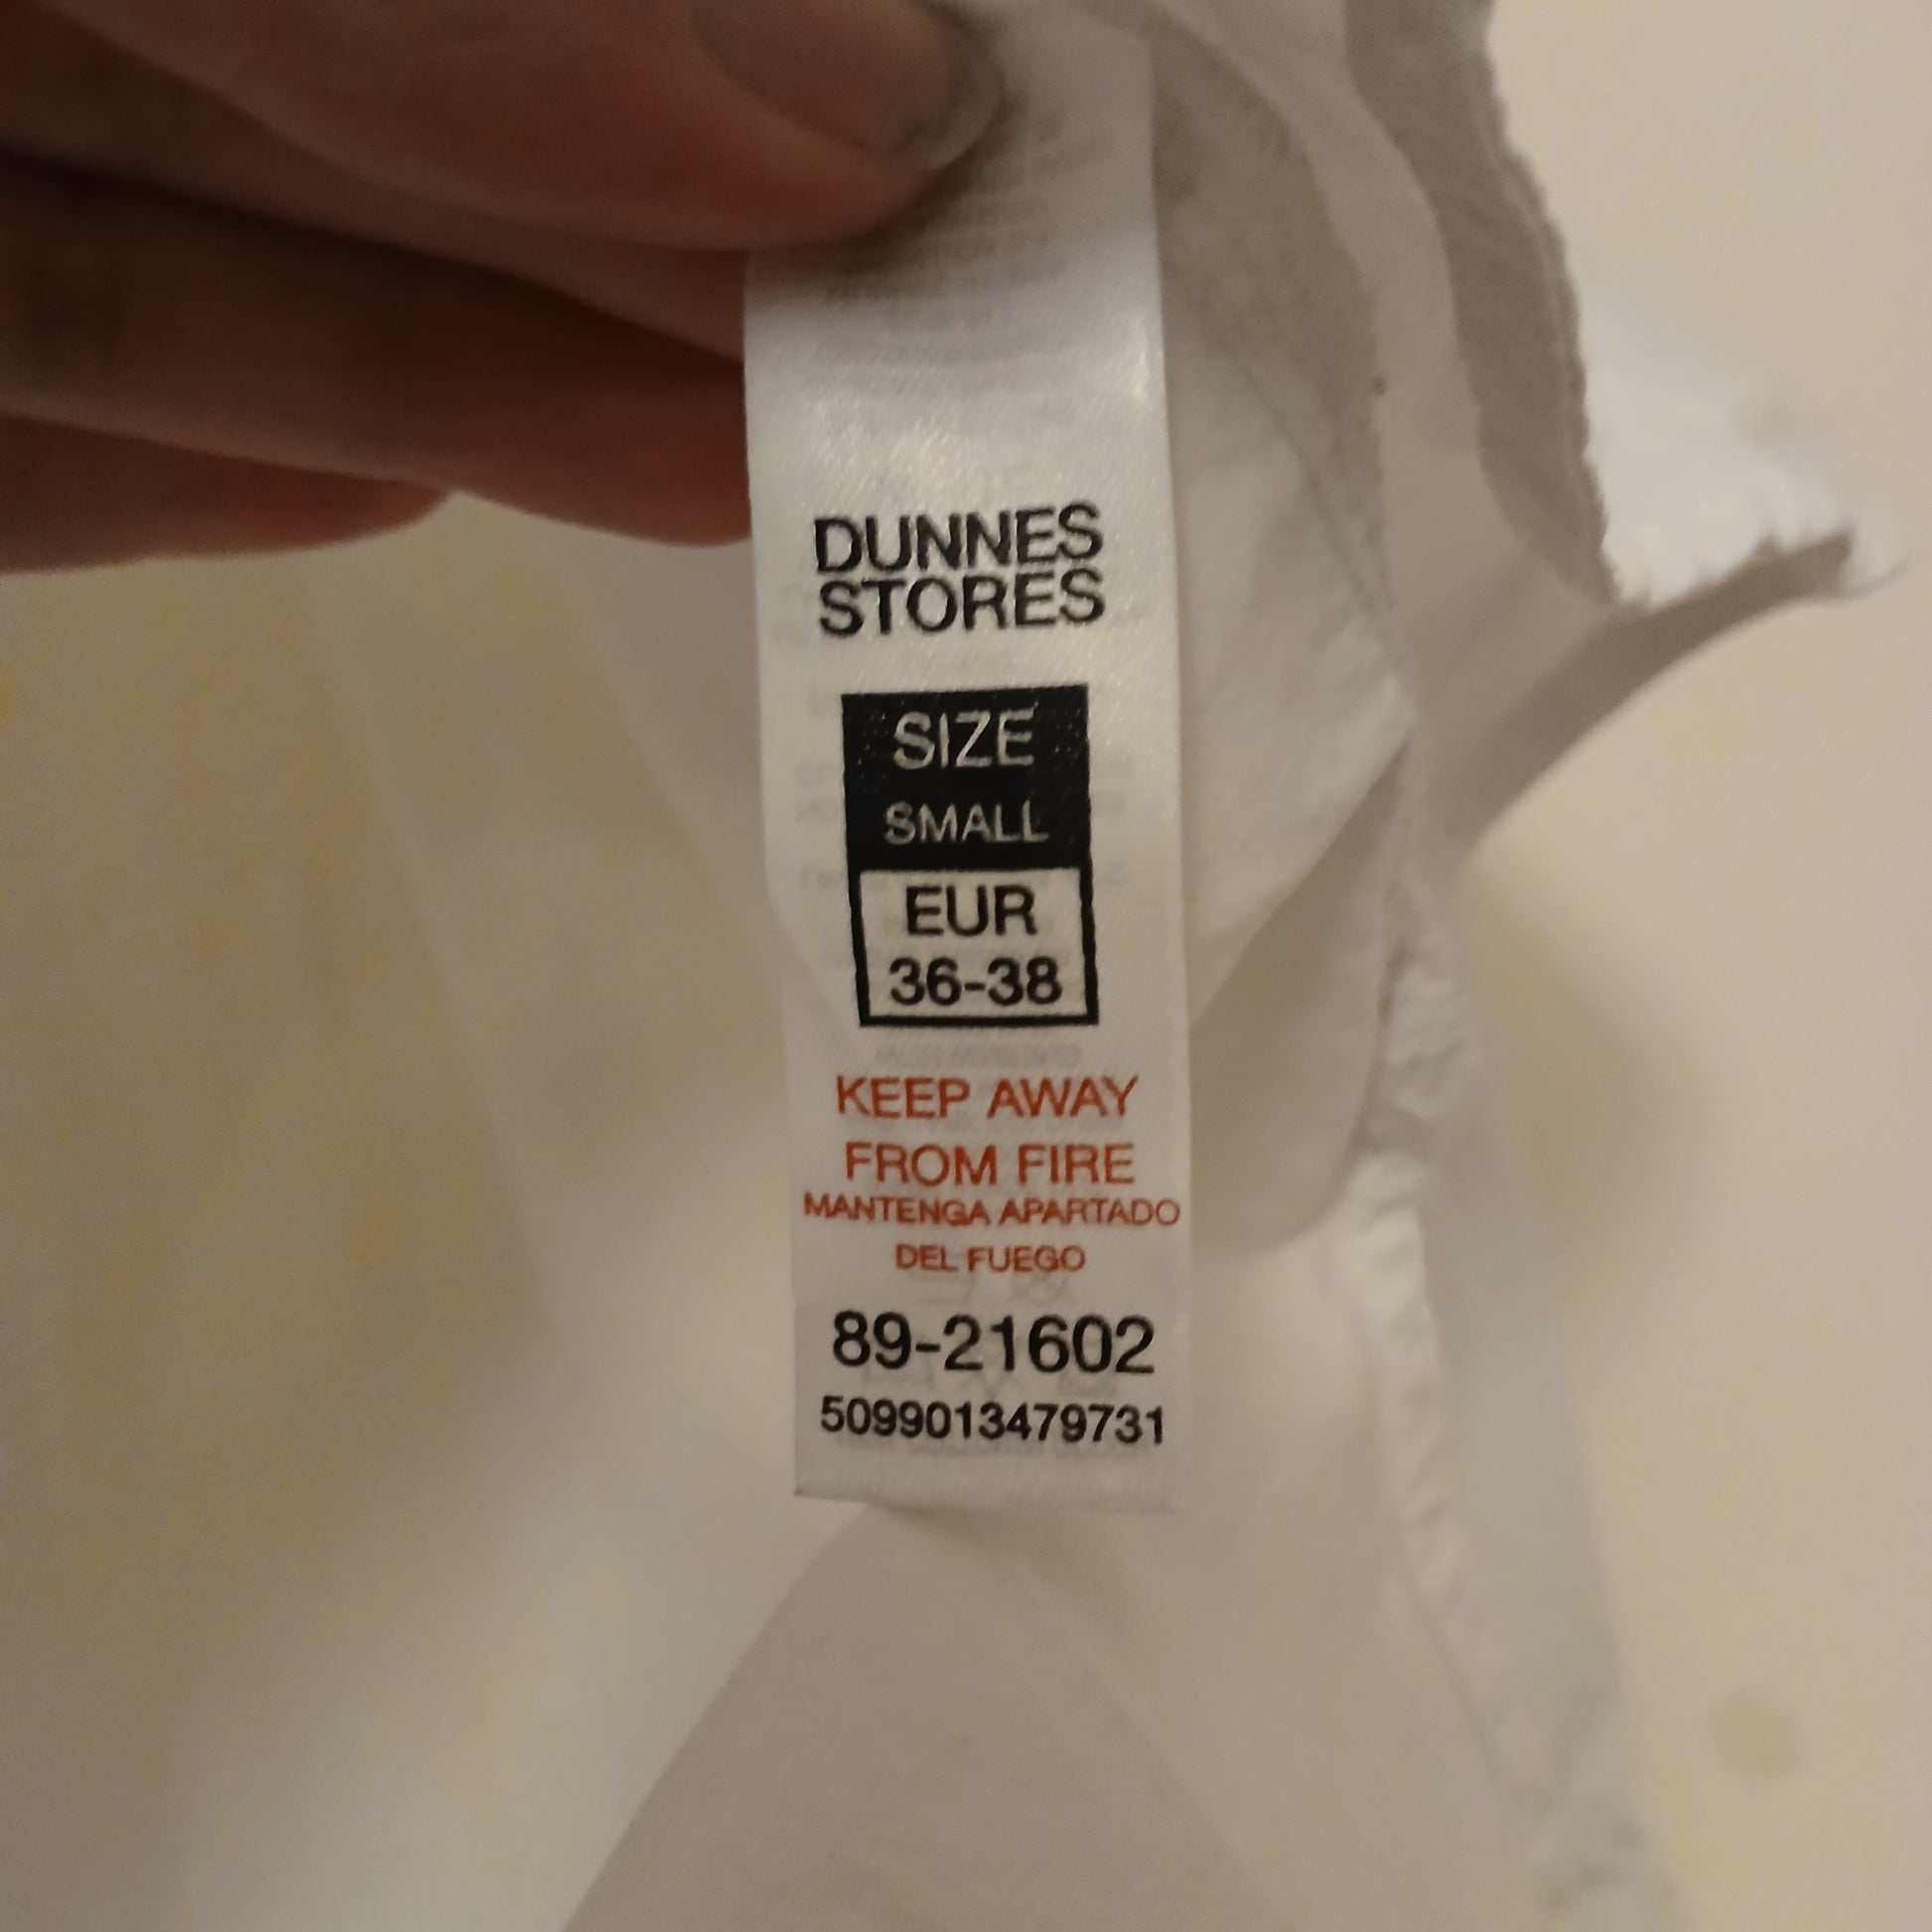 DUNNES
STORES
SIZE
SMALL
EUR
36-38
KEEP AWAY
FROM FIRE
MANTENGA APARTADO
DEL FUEGO
89-21602
5099013479731